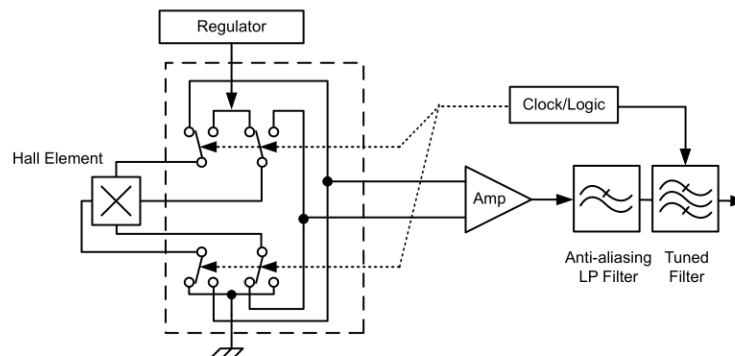 Regulator
Clock/Logic
Hall Element
Amp
Anti-aliasing
LP Filter
Tuned
Filter